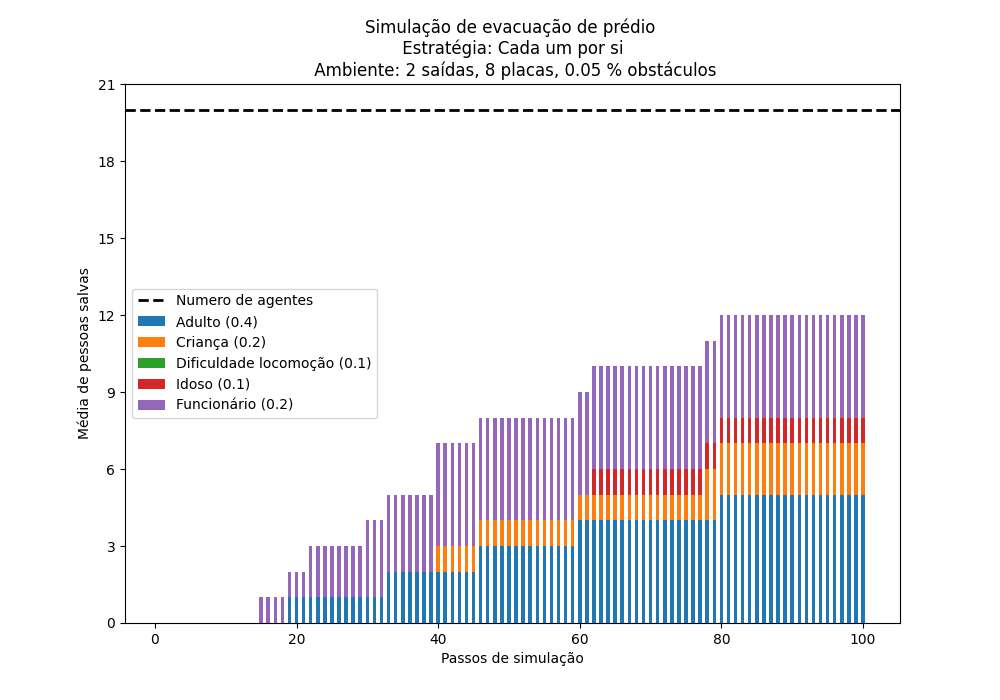 Simulação de evacuação de prédio
Estratégia: Cada um por si
Ambiente: 2 saídas, 8 placas, 0.05 % obstáculos
21
18
15
12
9
6
3
0
Média de pessoas salvas
Numero de agentes
Adulto (0.4)
Criança (0.2)
Dificuldade locomoção (0.1)
Idoso (0.1)
Funcionário (0.2)
0 20 40 60 80 100
Passos de simulação